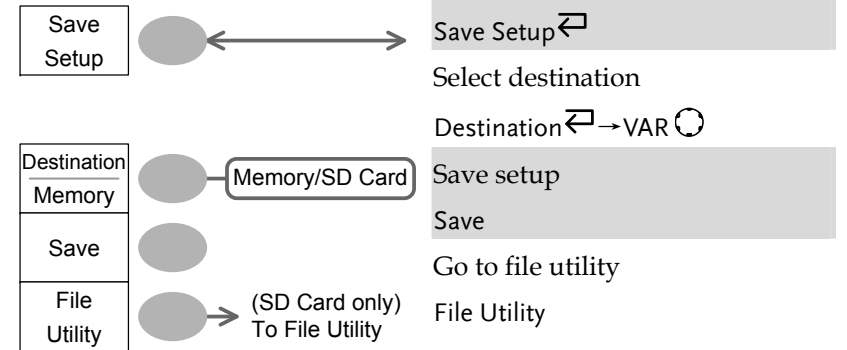 Save
Setup
Save Setup
Select destination
Destination →VAR
Destination
Memory
Memory/SD Card
Save setup
Save
Save
Go to file utility
File
Utility
(SD Card only)
To File Utility
File Utility